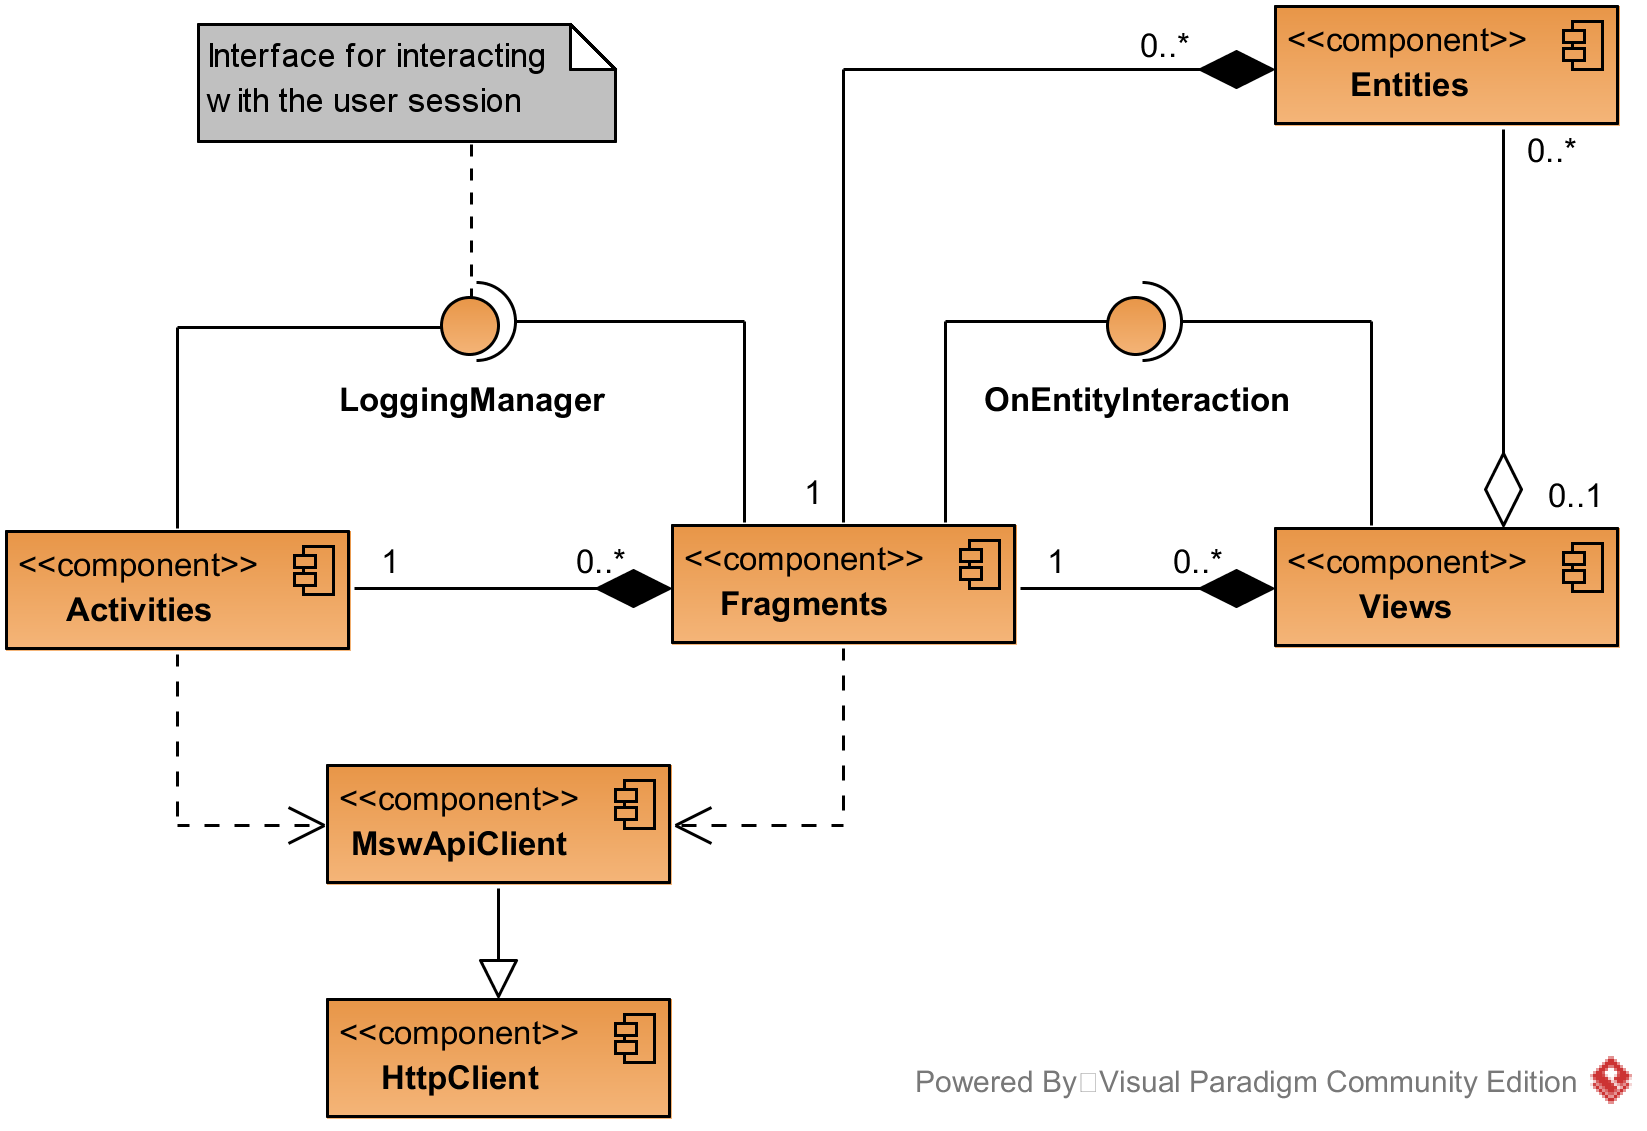 Interface for interacting
with the user session
0..*
<<component>>
Entities
0..*
LoggingManager
OnEntityInteraction
1
0..1
<<component>>
Activities
1
0..*
<<component>>
Fragments
1
0..*
<<component>>
Views
<<component>>
MswApiClient
<<component>>
HttpClient
Powered By Visual Paradigm Community Edition